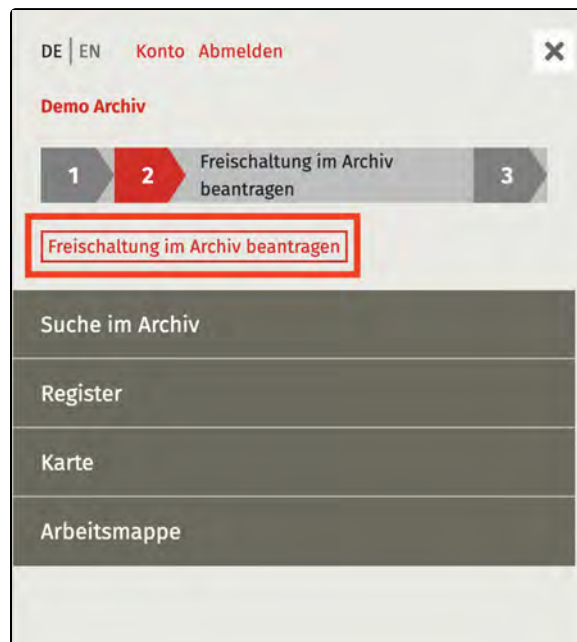 DE | EN Konto Abmelden
Demo Archiv
1 2 Freischaltung im Archiv 3
beantragen
Freischaltung im Archiv beantragen
Suche im Archiv
Register
Karte
Arbeitsmappe